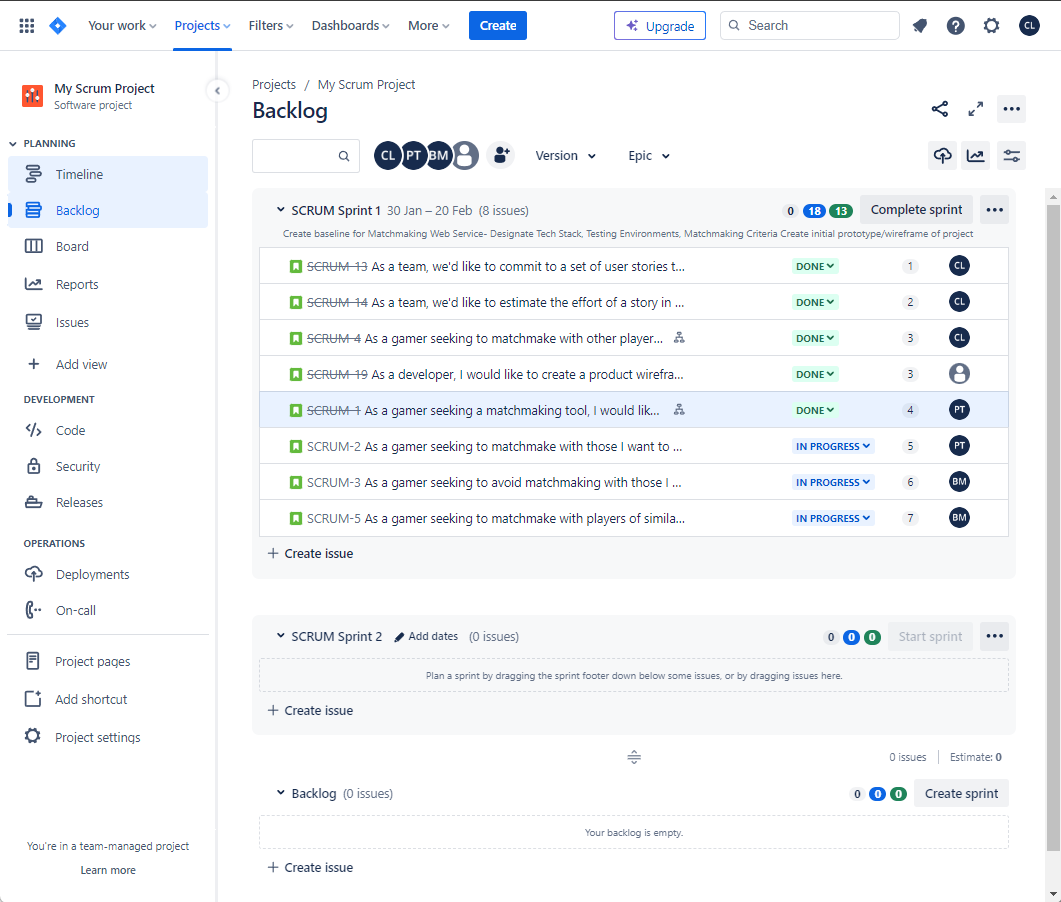 Your work Projects Filters Dashboards More Create Upgrade Search CL
My Scrum Project
Software project
PLANNING
Timeline
Backlog
Board
Reports
Issues
Add view
DEVELOPMENT
Code
Security
Releases
OPERATIONS
Deployments
On-call
Project pages
Add shortcut
Project settings
You're in a team-managed project
Learn more
Projects / My Scrum Project
Backlog
CL PT BM Version Epic
SCRUM Sprint 1 30 Jan – 20 Feb (8 issues) 0 18 13 Complete sprint
Create baseline for Matchmaking Web Service- Designate Tech Stack, Testing Environments, Matchmaking Criteria Create initial prototype/wireframe of project
SCRUM-13 As a team, we'd like to commit to a set of user stories t... DONE 1 CL
SCRUM-14 As a team, we'd like to estimate the effort of a story in ... DONE 2 CL
SCRUM-4 As a gamer seeking to matchmake with other player... DONE 3 CL
SCRUM-19 As a developer, I would like to create a product wirefra... DONE 3
SCRUM-1 As a gamer seeking a matchmaking tool, I would lik... DONE 4 PT
SCRUM-2 As a gamer seeking to matchmake with those I want to ... IN PROGRESS 5 PT
SCRUM-3 As a gamer seeking to avoid matchmaking with those I ... IN PROGRESS 6 BM
SCRUM-5 As a gamer seeking to matchmake with players of simila... IN PROGRESS 7 BM
+ Create issue
SCRUM Sprint 2 Add dates (0 issues) 0 0 0 Start sprint
Plan a sprint by dragging the sprint footer down below some issues, or by dragging issues here.
+ Create issue
0 issues Estimate: 0
Backlog (0 issues) 0 0 0 Create sprint
Your backlog is empty.
+ Create issue